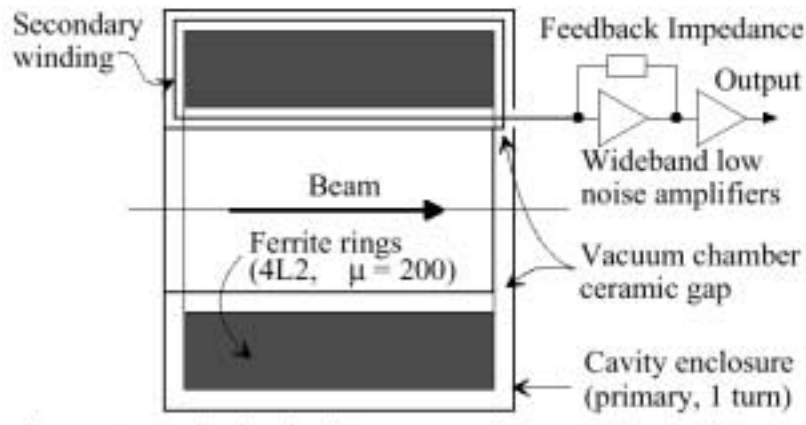 Secondary
winding
Feedback Impedance
Output
Wideband low
noise amplifiers
Beam
Ferrite rings
(4L2, μ = 200)
Vacuum chamber
ceramic gap
Cavity enclosure
(primary, 1 turn)